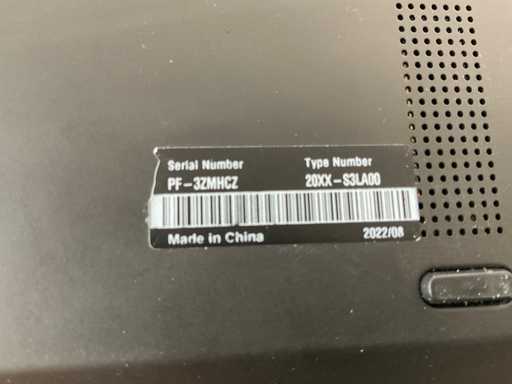 Serial Number Type Number
PF-3ZMHCZ 20XX-S3LA00
Made in China 2022/08